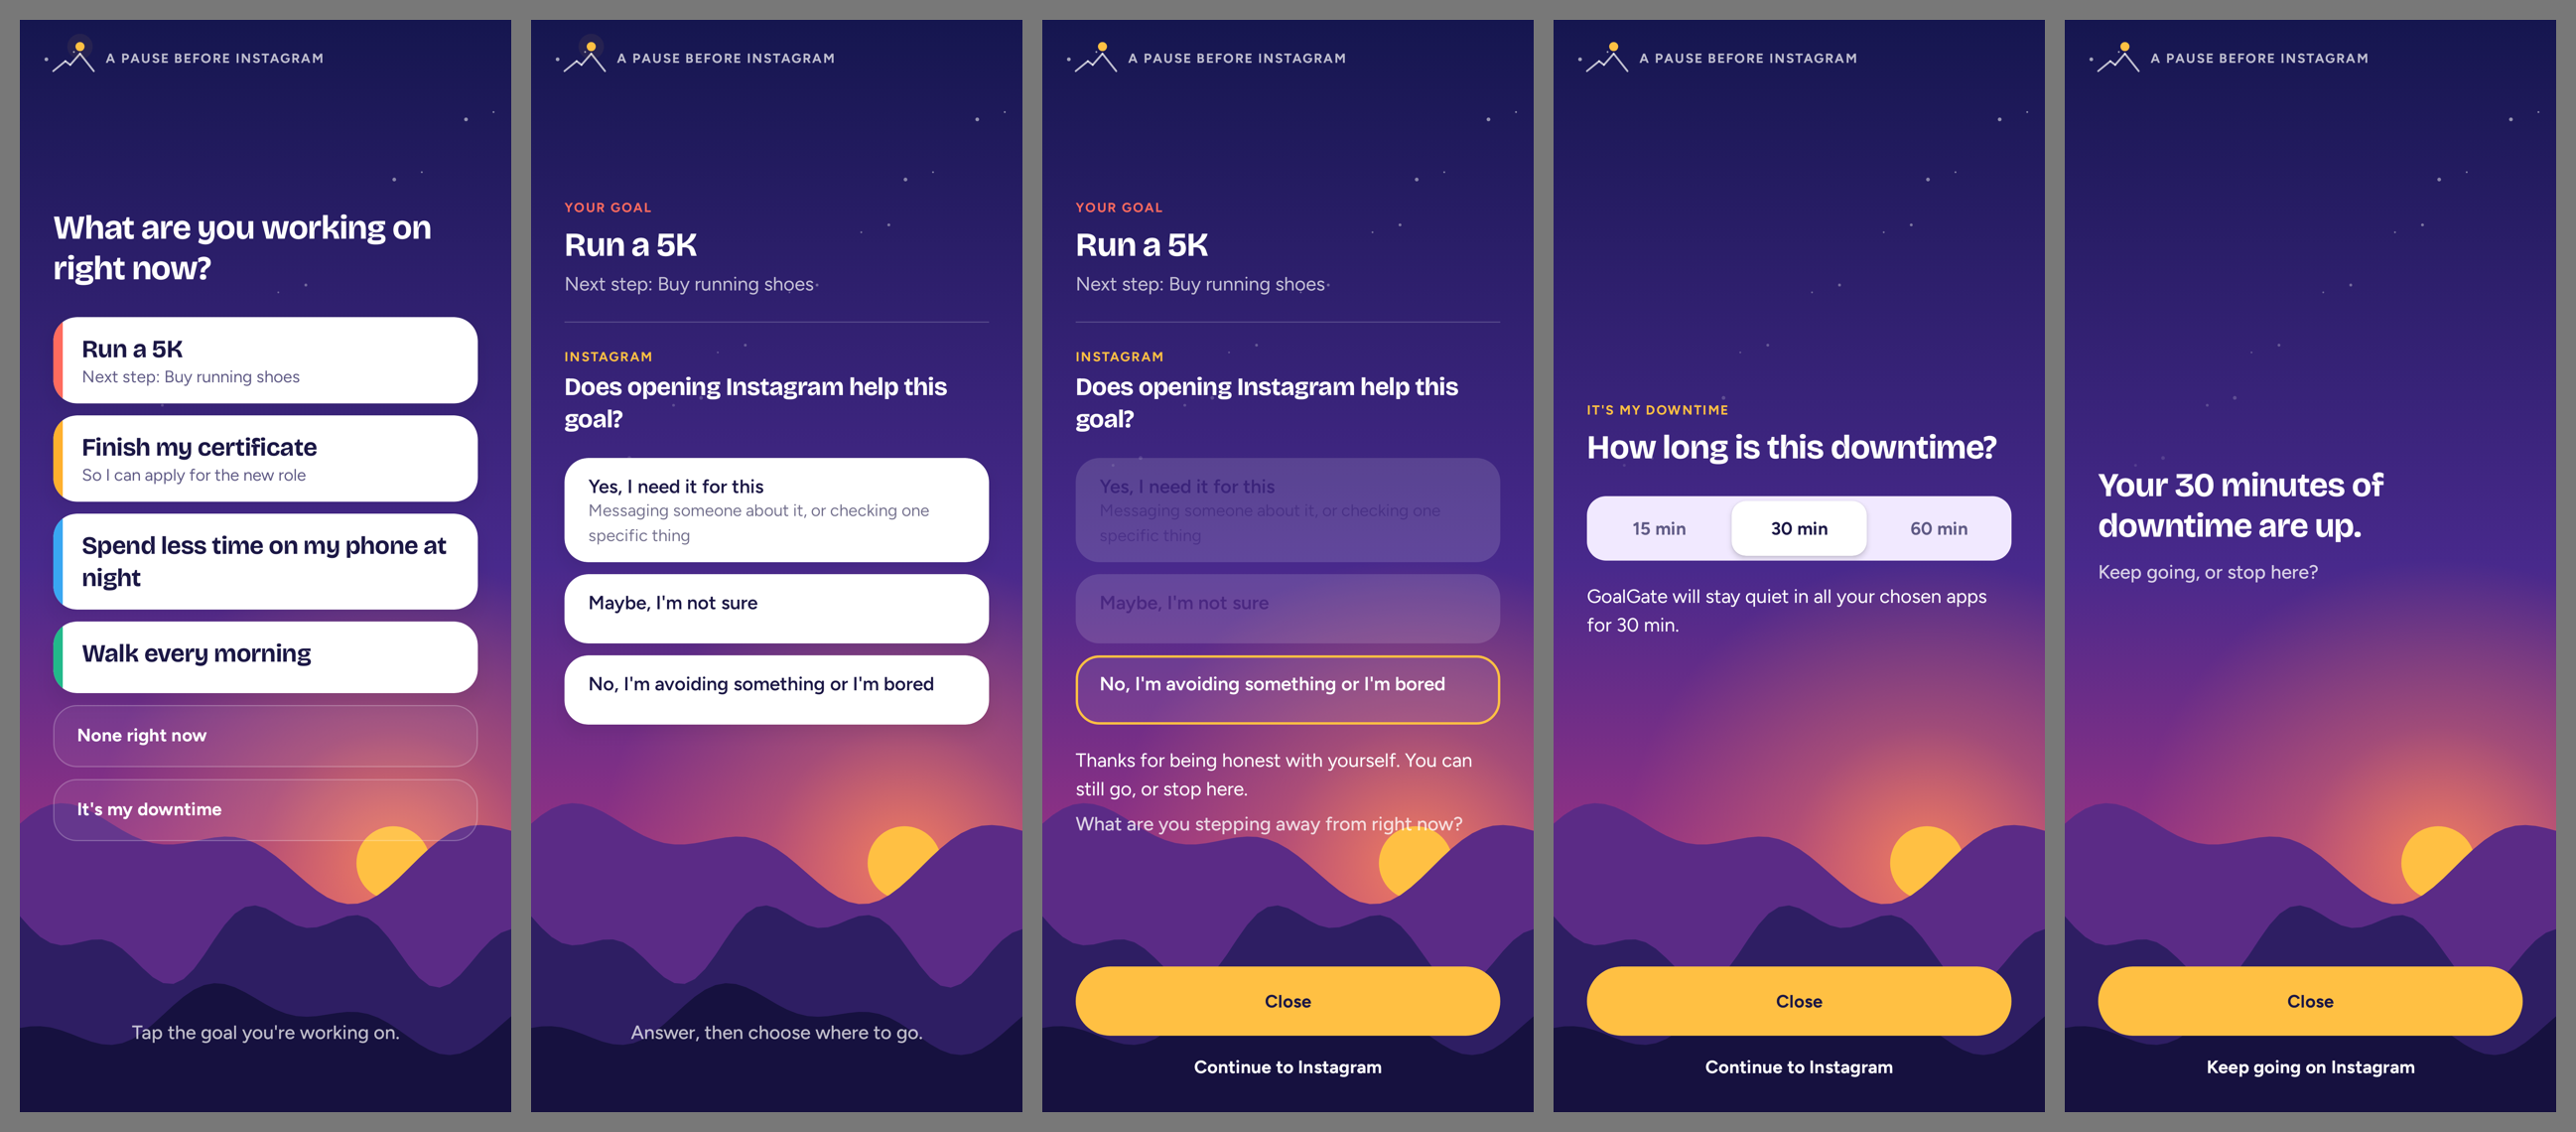 A PAUSE BEFORE INSTAGRAM
What are you working on
right now?
Run a 5K
Next step: Buy running shoes
Finish my certificate
So I can apply for the new role
Spend less time on my phone at
night
Walk every morning
None right now
It's my downtime
Tap the goal you're working on.
A PAUSE BEFORE INSTAGRAM
YOUR GOAL
Run a 5K
Next step: Buy running shoes
INSTAGRAM
Does opening Instagram help this
goal?
Yes, I need it for this
Messaging someone about it, or checking one
specific thing
Maybe, I'm not sure
No, I'm avoiding something or I'm bored
Answer, then choose where to go.
A PAUSE BEFORE INSTAGRAM
YOUR GOAL
Run a 5K
Next step: Buy running shoes
INSTAGRAM
Does opening Instagram help this
goal?
Yes, I need it for this
Messaging someone about it, or checking one
specific thing
Maybe, I'm not sure
No, I'm avoiding something or I'm bored
Thanks for being honest with yourself. You can
still go, or stop here.
What are you stepping away from right now?
Close
Continue to Instagram
A PAUSE BEFORE INSTAGRAM
IT'S MY DOWNTIME
How long is this downtime?
15 min 30 min 60 min
GoalGate will stay quiet in all your chosen apps
for 30 min.
Close
Continue to Instagram
A PAUSE BEFORE INSTAGRAM
Your 30 minutes of
downtime are up.
Keep going, or stop here?
Close
Keep going on Instagram